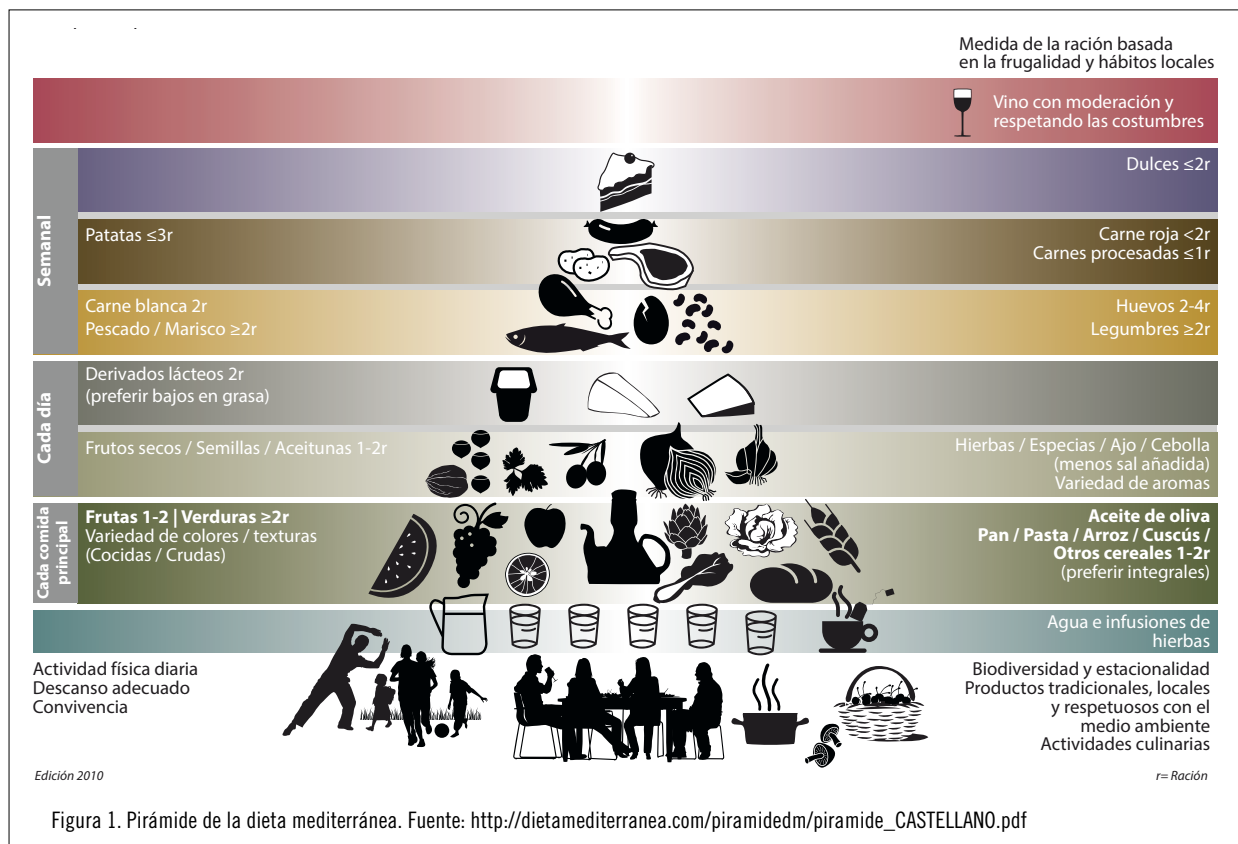 Medida de la ración basada
en la frugalidad y hábitos locales
Vino con moderación y
respetando las costumbres
Semanal
Dulces ≤2r
Patatas ≤3r
Carne roja <2r
Carnes procesadas ≤1r
Carne blanca 2r
Pescado / Marisco ≥2r
Huevos 2-4r
Legumbres ≥2r
Cada día
Derivados lácteos 2r
(preferir bajos en grasa)
Frutos secos / Semillas / Aceitunas 1-2r
Hierbas / Especias / Ajo / Cebolla
(menos sal añadida)
Variedad de aromas
Cada comida
principal
Frutas 1-2 | Verduras ≥2r
Variedad de colores / texturas
(Cocidas / Crudas)
Aceite de oliva
Pan / Pasta / Arroz / Cuscús /
Otros cereales 1-2r
(preferir integrales)
Agua e infusiones de
hierbas
Actividad física diaria
Descanso adecuado
Convivencia
Biodiversidad y estacionalidad
Productos tradicionales, locales
y respetuosos con el
medio ambiente
Actividades culinarias
Edición 2010
r= Ración
Figura 1. Pirámide de la dieta mediterránea. Fuente: http://dietamediterranea.com/piramidedm/piramide_CASTELLANO.pdf